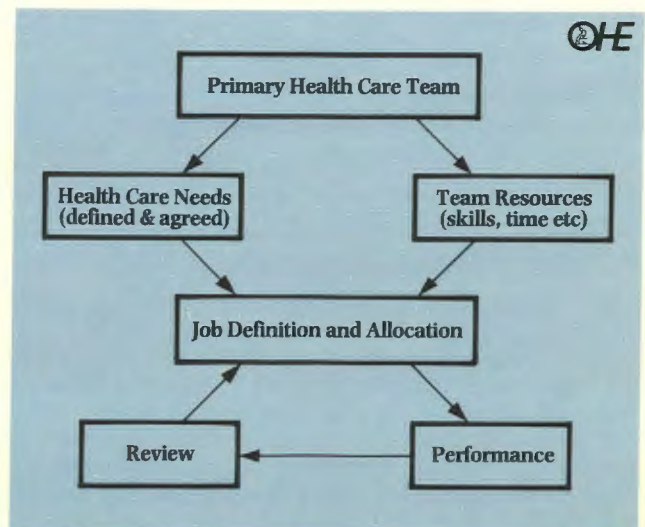 OHE
Primary Health Care Team
Health Care Needs
(defined & agreed)
Team Resources
(skills, time etc)
Job Definition and Allocation
Review
Performance